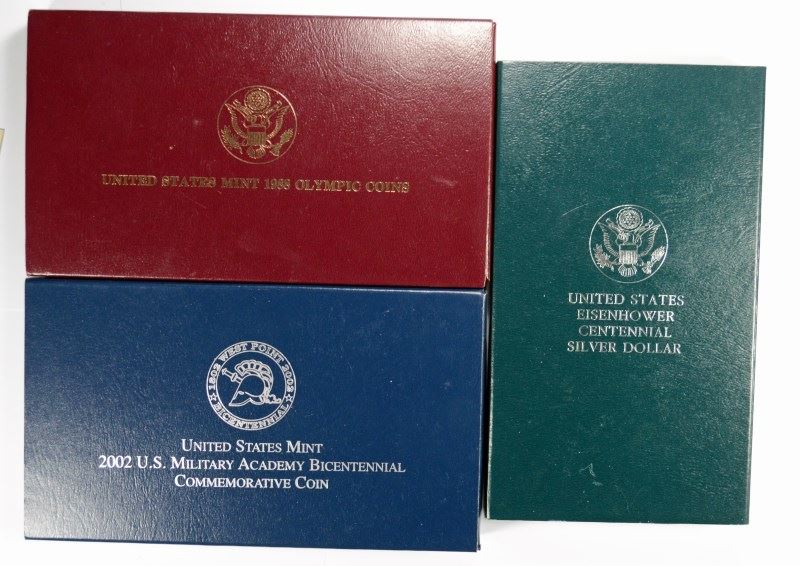 UNITED STATES MINT 1988 OLYMPIC COINS
1802 WEST POINT 2002
BICENTENNIAL
UNITED STATES MINT
2002 U.S. MILITARY ACADEMY BICENTENNIAL
COMMEMORATIVE COIN
UNITED STATES
EISENHOWER
CENTENNIAL
SILVER DOLLAR